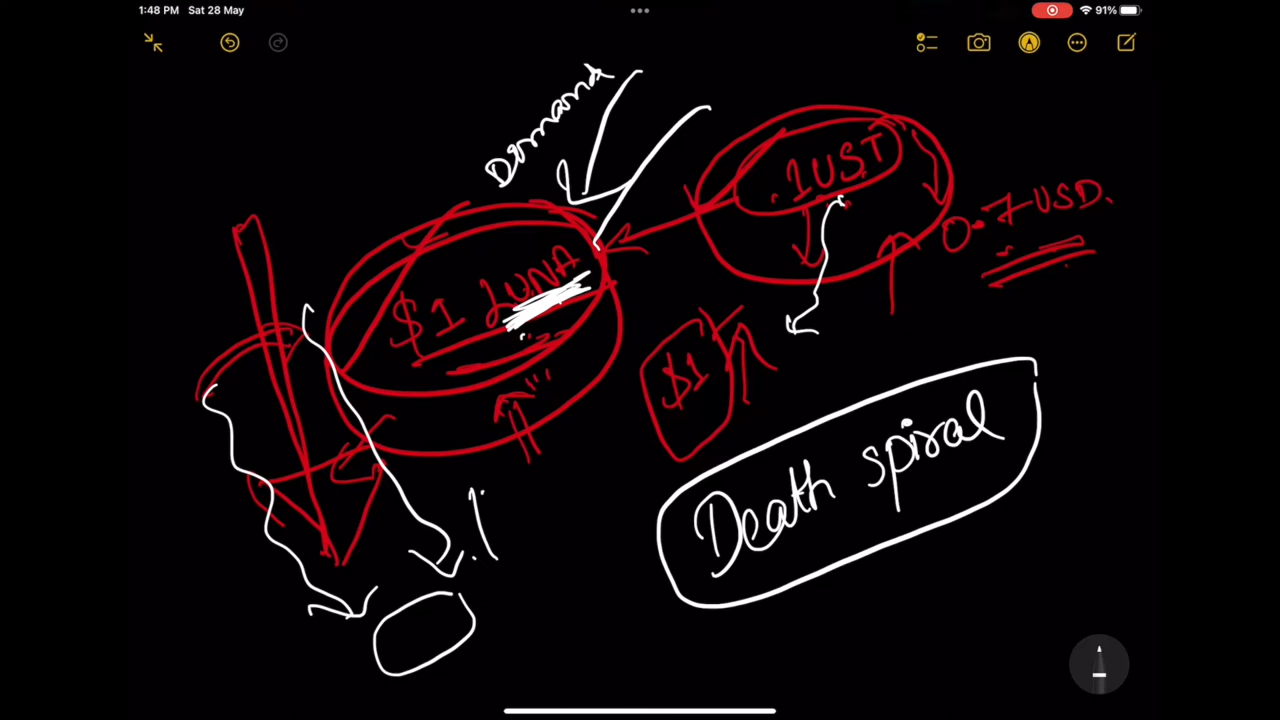 1:48 PM Sat 28 May
91%
Demand
.1UST
0.7 USD.
$1 LUNA
$1
Death spiral